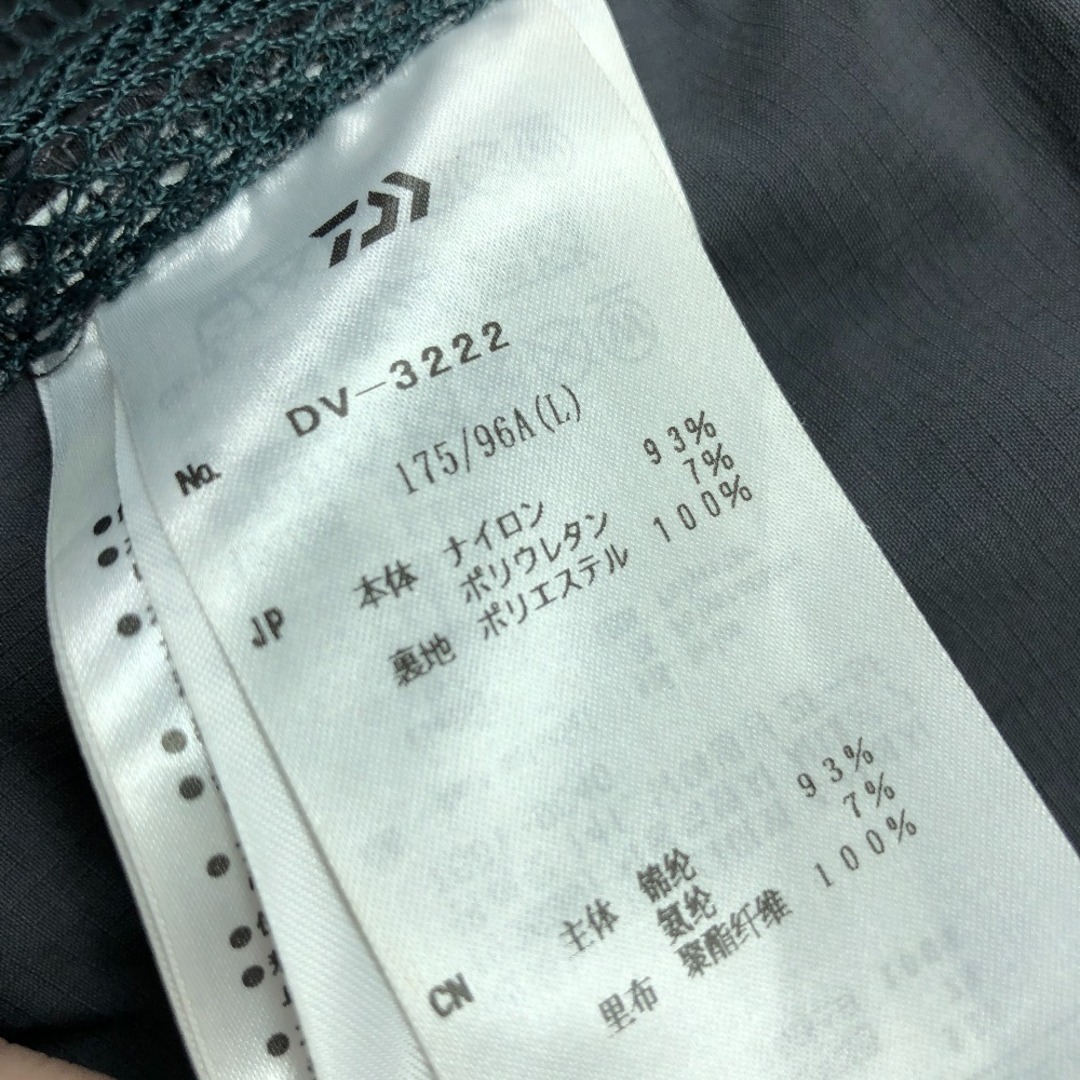 No. DV-3222
175/96A(L)
JP 本体 ナイロン 93%
ポリウレタン 7%
裏地 ポリエステル 100%
CN 主体 锦纶 93%
氨纶 7%
里布 聚酯纤维 100%